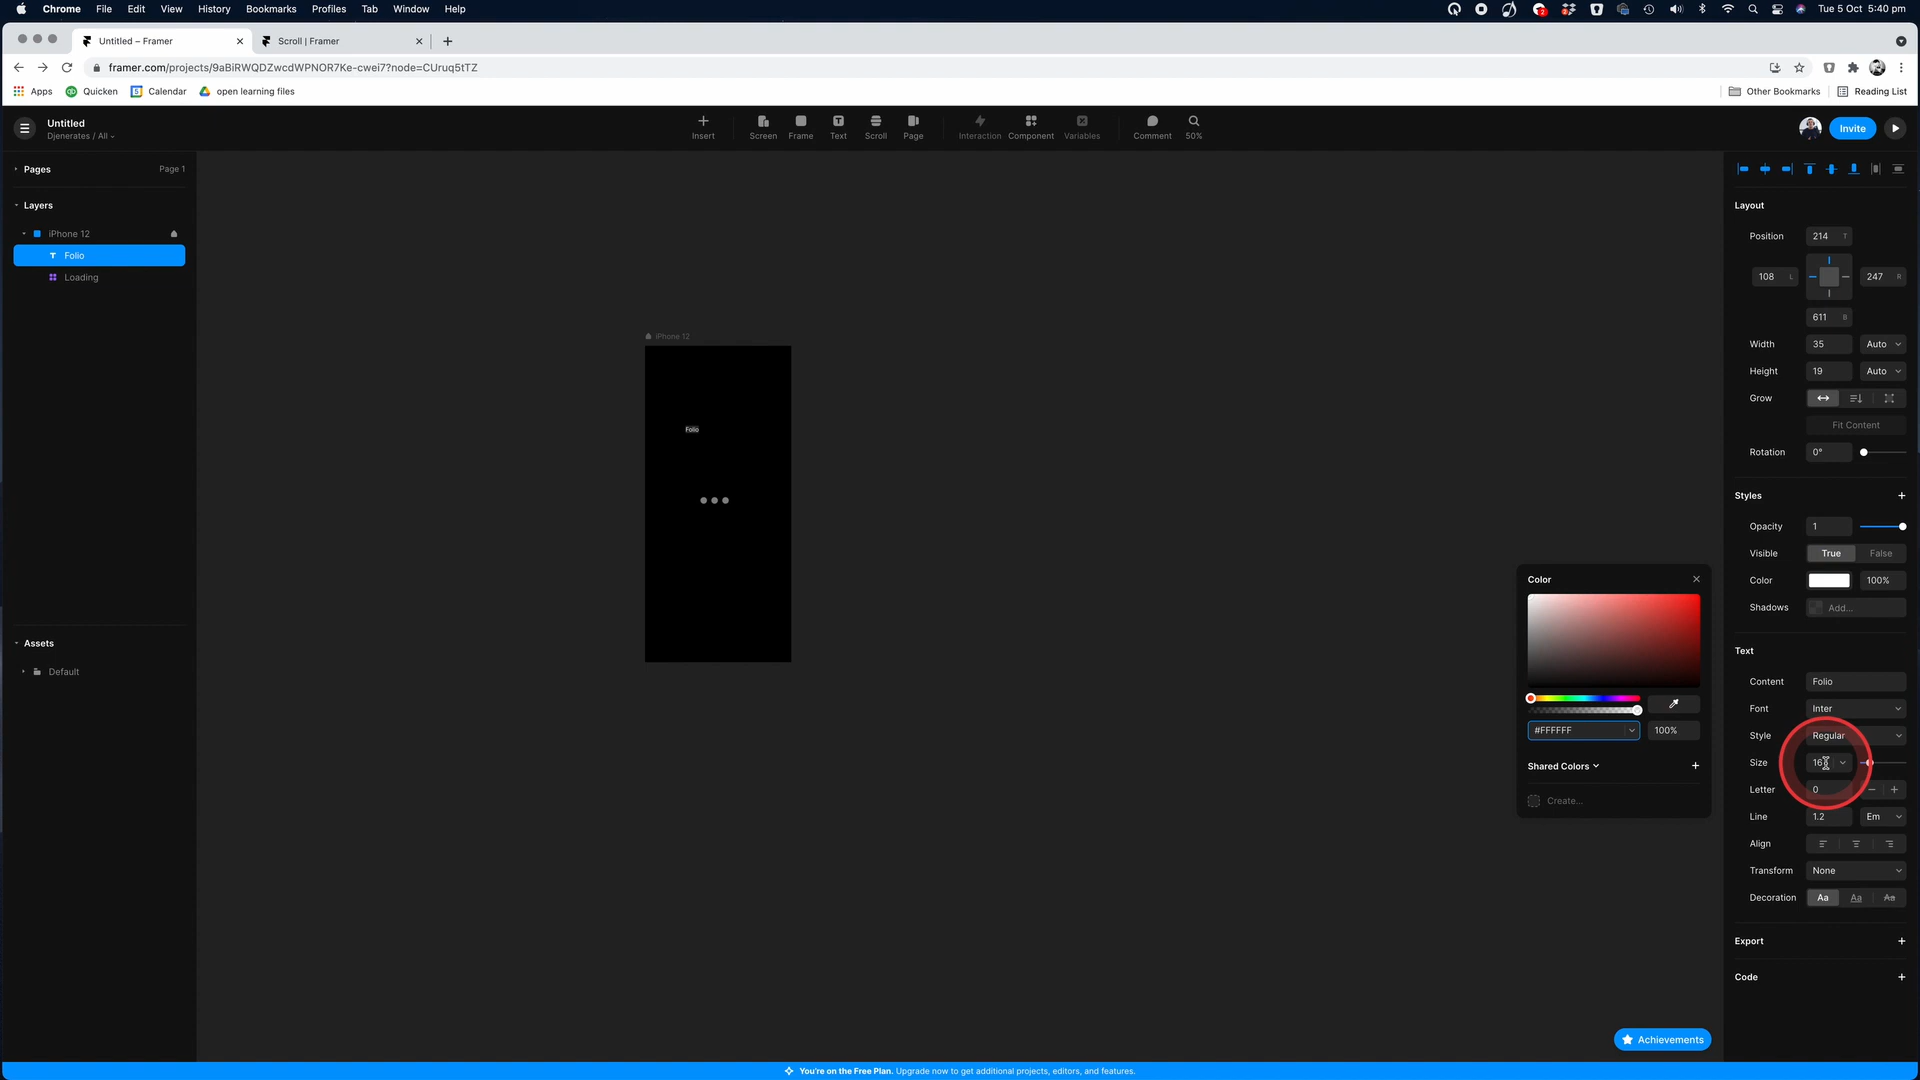 Chrome File Edit View History Bookmarks Profiles Tab Window Help
Tue 5 Oct 5:40 pm
Untitled – Framer
Scroll | Framer
framer.com/projects/9aBiRWQDZwcdWPNOR7Ke-cwei7?node=CUruq5tTZ
Apps Quicken Calendar open learning files
Other Bookmarks Reading List
Untitled
Djenerates / All
Insert Screen Frame Text Scroll Page Interaction Component Variables Comment 50%
Invite
Pages Page 1
Layers
iPhone 12
Folio
Loading
Assets
Default
iPhone 12
Folio
Layout
Position 214 T
108 L 247 R
611 B
Width 35 Auto
Height 19 Auto
Grow
Fit Content
Rotation 0°
Styles
Opacity 1
Visible True False
Color 100%
Shadows Add...
Text
Content Folio
Font Inter
Style Regular
Size 16
Letter 0
Line 1.2 Em
Align
Transform None
Decoration Aa Aa Aa
Export
Code
Color
#FFFFFF 100%
Shared Colors
Create...
Achievements
You're on the Free Plan. Upgrade now to get additional projects, editors, and features.